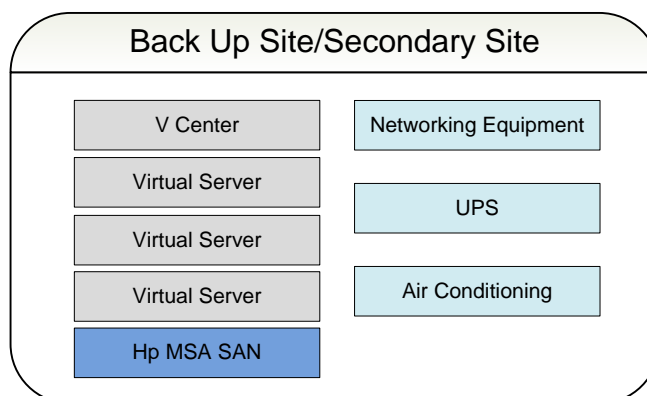 Back Up Site/Secondary Site
V Center
Virtual Server
Virtual Server
Virtual Server
Hp MSA SAN
Networking Equipment
UPS
Air Conditioning